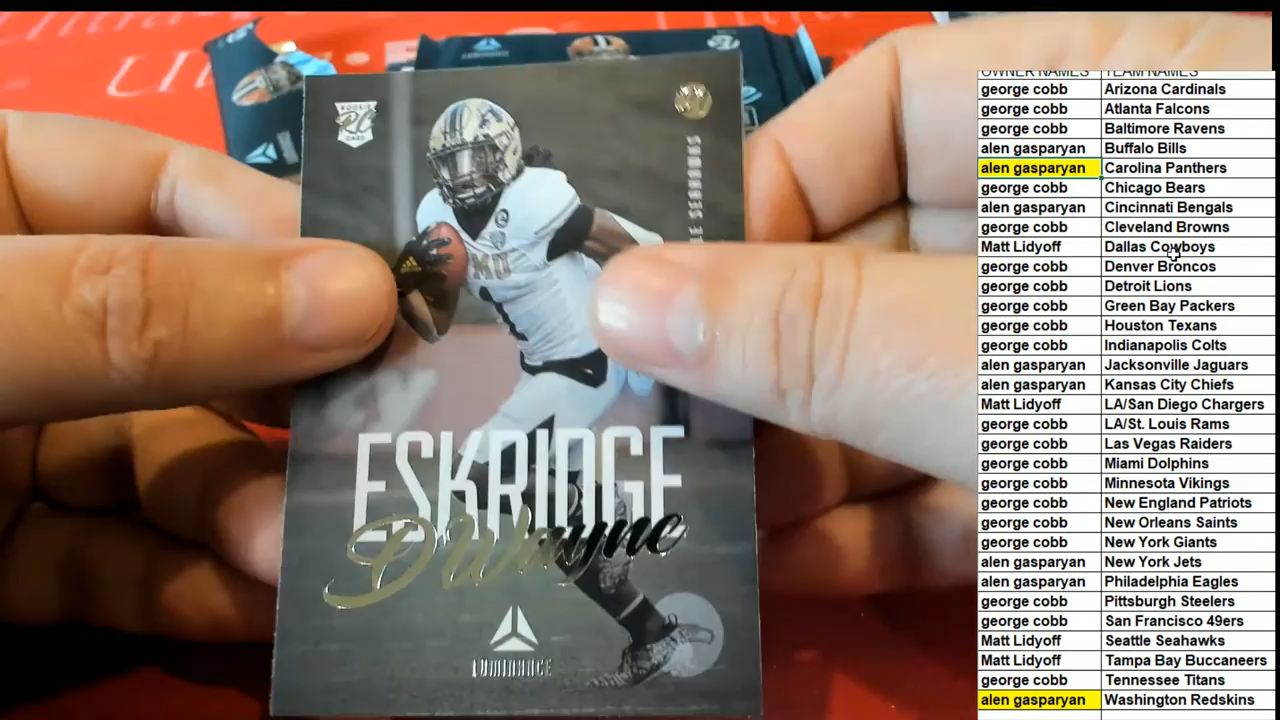 ROOKIE
RC
CARD
ESKRIDGE
Dwayne
LUMINANCE
1
OWNER NAMES TEAM NAMES
george cobb Arizona Cardinals
george cobb Atlanta Falcons
george cobb Baltimore Ravens
alen gasparyan Buffalo Bills
alen gasparyan Carolina Panthers
george cobb Chicago Bears
alen gasparyan Cincinnati Bengals
george cobb Cleveland Browns
Matt Lidyoff Dallas Cowboys
george cobb Denver Broncos
george cobb Detroit Lions
george cobb Green Bay Packers
george cobb Houston Texans
george cobb Indianapolis Colts
alen gasparyan Jacksonville Jaguars
alen gasparyan Kansas City Chiefs
Matt Lidyoff LA/San Diego Chargers
george cobb LA/St. Louis Rams
george cobb Las Vegas Raiders
george cobb Miami Dolphins
george cobb Minnesota Vikings
george cobb New England Patriots
george cobb New Orleans Saints
george cobb New York Giants
alen gasparyan New York Jets
alen gasparyan Philadelphia Eagles
george cobb Pittsburgh Steelers
george cobb San Francisco 49ers
Matt Lidyoff Seattle Seahawks
Matt Lidyoff Tampa Bay Buccaneers
george cobb Tennessee Titans
alen gasparyan Washington Redskins